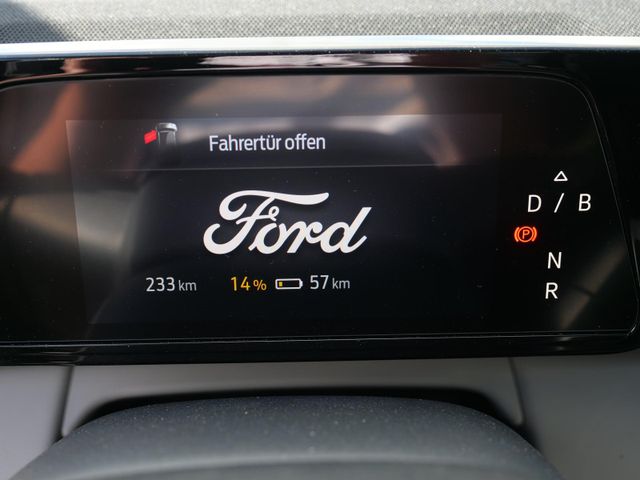 Fahrertür offen
Ford
233 km 14% 57 km
D / B
P
N
R